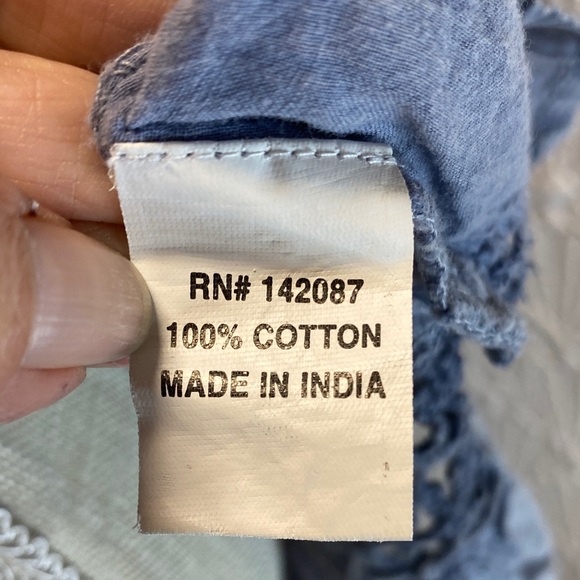 RN# 142087
100% COTTON
MADE IN INDIA